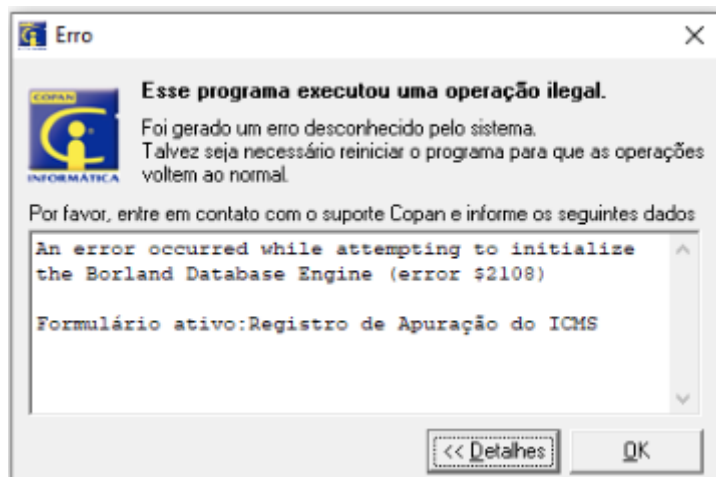 Erro
COPAN
INFORMÁTICA
Esse programa executou uma operação ilegal.
Foi gerado um erro desconhecido pelo sistema.
Talvez seja necessário reiniciar o programa para que as operações
voltem ao normal.
Por favor, entre em contato com o suporte Copan e informe os seguintes dados
An error occurred while attempting to initialize
the Borland Database Engine (error $2108)
Formulário ativo:Registro de Apuração do ICMS
<< Detalhes
OK